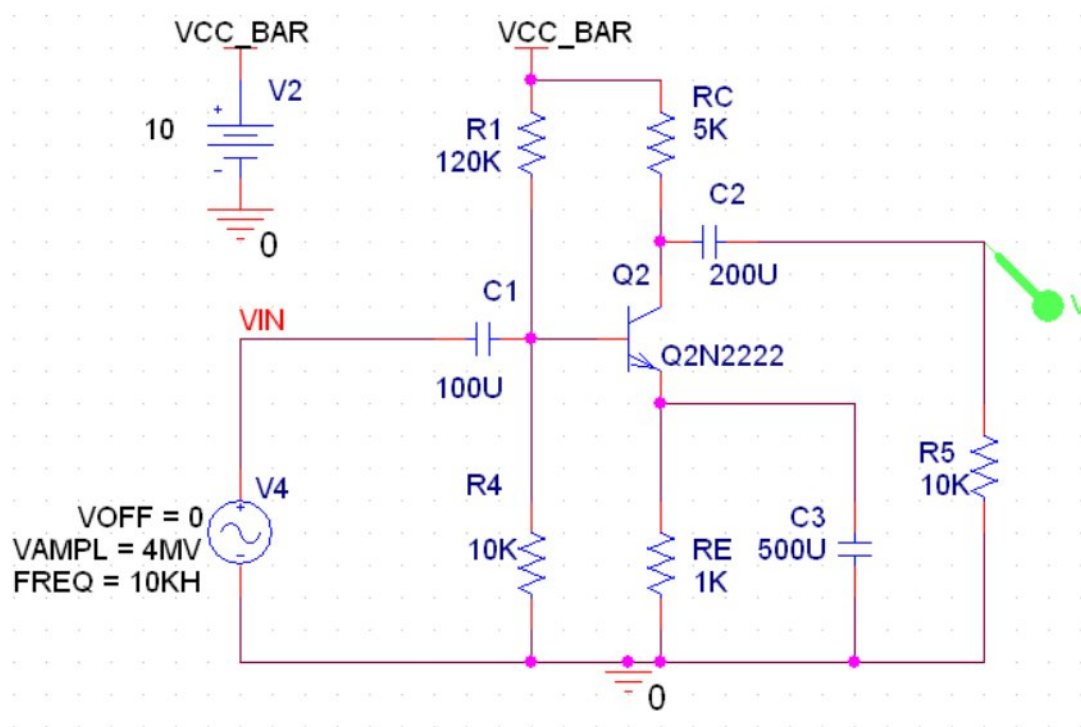 VCC_BAR
VCC_BAR
V2
+
10
-
0
R1
120K
RC
5K
C2
200U
Q2
C1
VIN
100U
Q2N2222
V
R4
10K
R5
10K
V4
VOFF = 0
VAMPL = 4MV
FREQ = 10KH
+
-
C3
500U
RE
1K
0